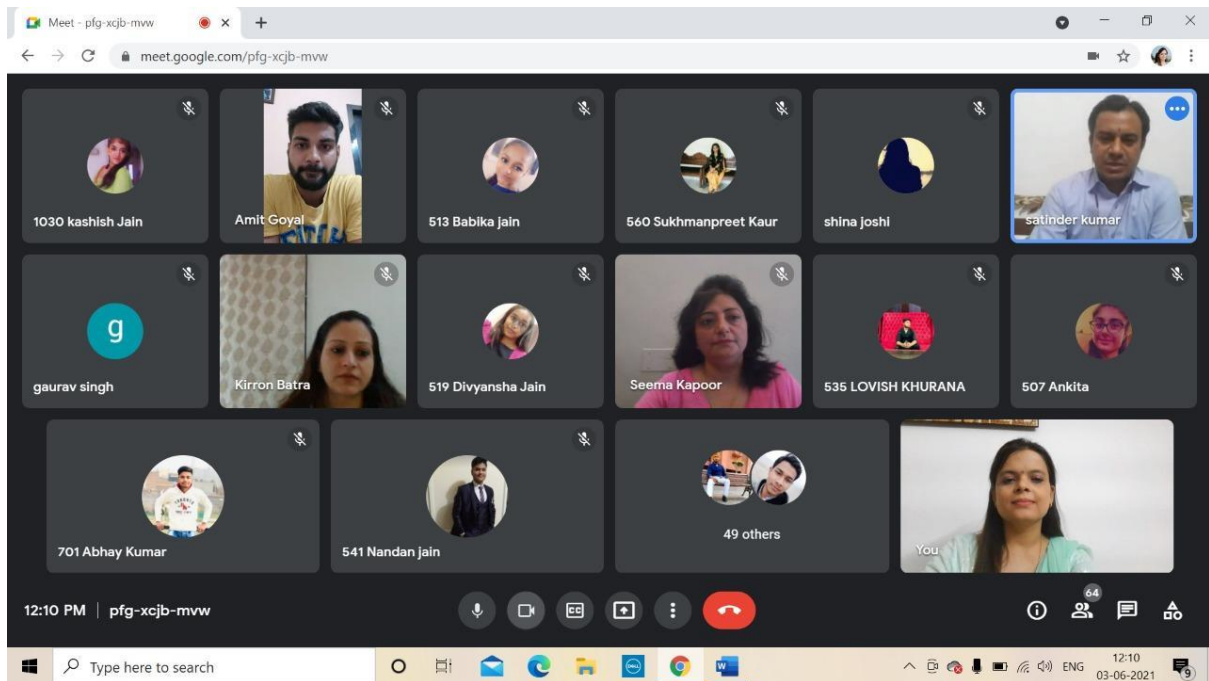 Meet - pfg-xcjb-mvw
meet.google.com/pfg-xcjb-mvw
1030 kashish Jain
Amit Goyal
513 Babika jain
560 Sukhmanpreet Kaur
shina joshi
satinder kumar
g
gaurav singh
Kirron Batra
519 Divyansha Jain
Seema Kapoor
535 LOVISH KHURANA
507 Ankita
701 Abhay Kumar
541 Nandan jain
49 others
You
12:10 PM | pfg-xcjb-mvw
CC
64
Type here to search
DELL
W
ENG
12:10
03-06-2021
9